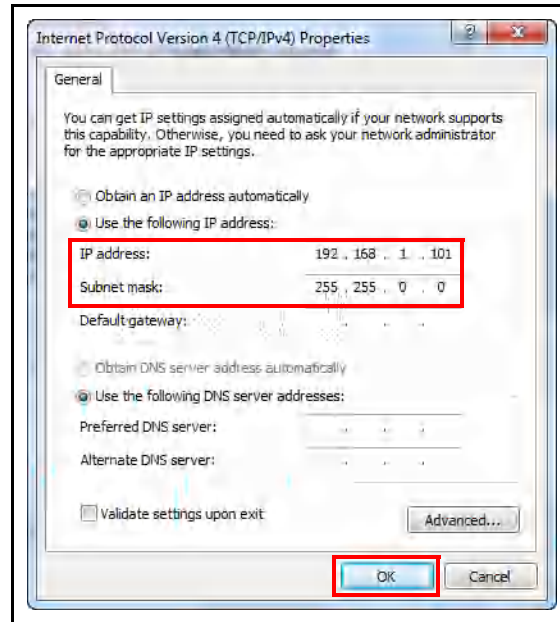 Internet Protocol Version 4 (TCP/IPv4) Properties
General
You can get IP settings assigned automatically if your network supports
this capability. Otherwise, you need to ask your network administrator
for the appropriate IP settings.
Obtain an IP address automatically
Use the following IP address:
IP address: 192 . 168 . 1 . 101
Subnet mask: 255 . 255 . 0 . 0
Default gateway: . . .
Obtain DNS server address automatically
Use the following DNS server addresses:
Preferred DNS server: . . .
Alternate DNS server: . . .
Validate settings upon exit
Advanced...
OK Cancel